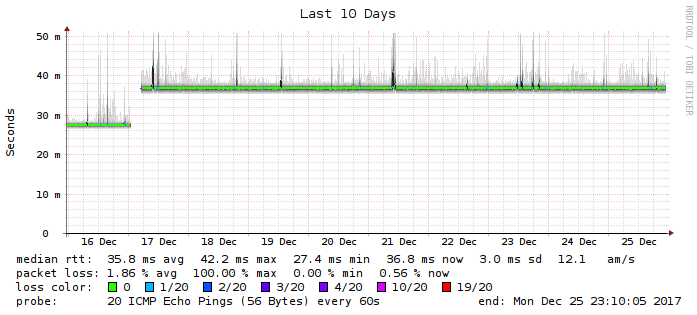 Last 10 Days
RRDTOOL / TOBI OETIKER
Seconds
50 m
40 m
30 m
20 m
10 m
0
16 Dec 17 Dec 18 Dec 19 Dec 20 Dec 21 Dec 22 Dec 23 Dec 24 Dec 25 Dec
median rtt: 35.8 ms avg 42.2 ms max 27.4 ms min 36.8 ms now 3.0 ms sd 12.1 am/s
packet loss: 1.86 % avg 100.00 % max 0.00 % min 0.56 % now
loss color: 0 1/20 2/20 3/20 4/20 10/20 19/20
probe: 20 ICMP Echo Pings (56 Bytes) every 60s end: Mon Dec 25 23:10:05 2017